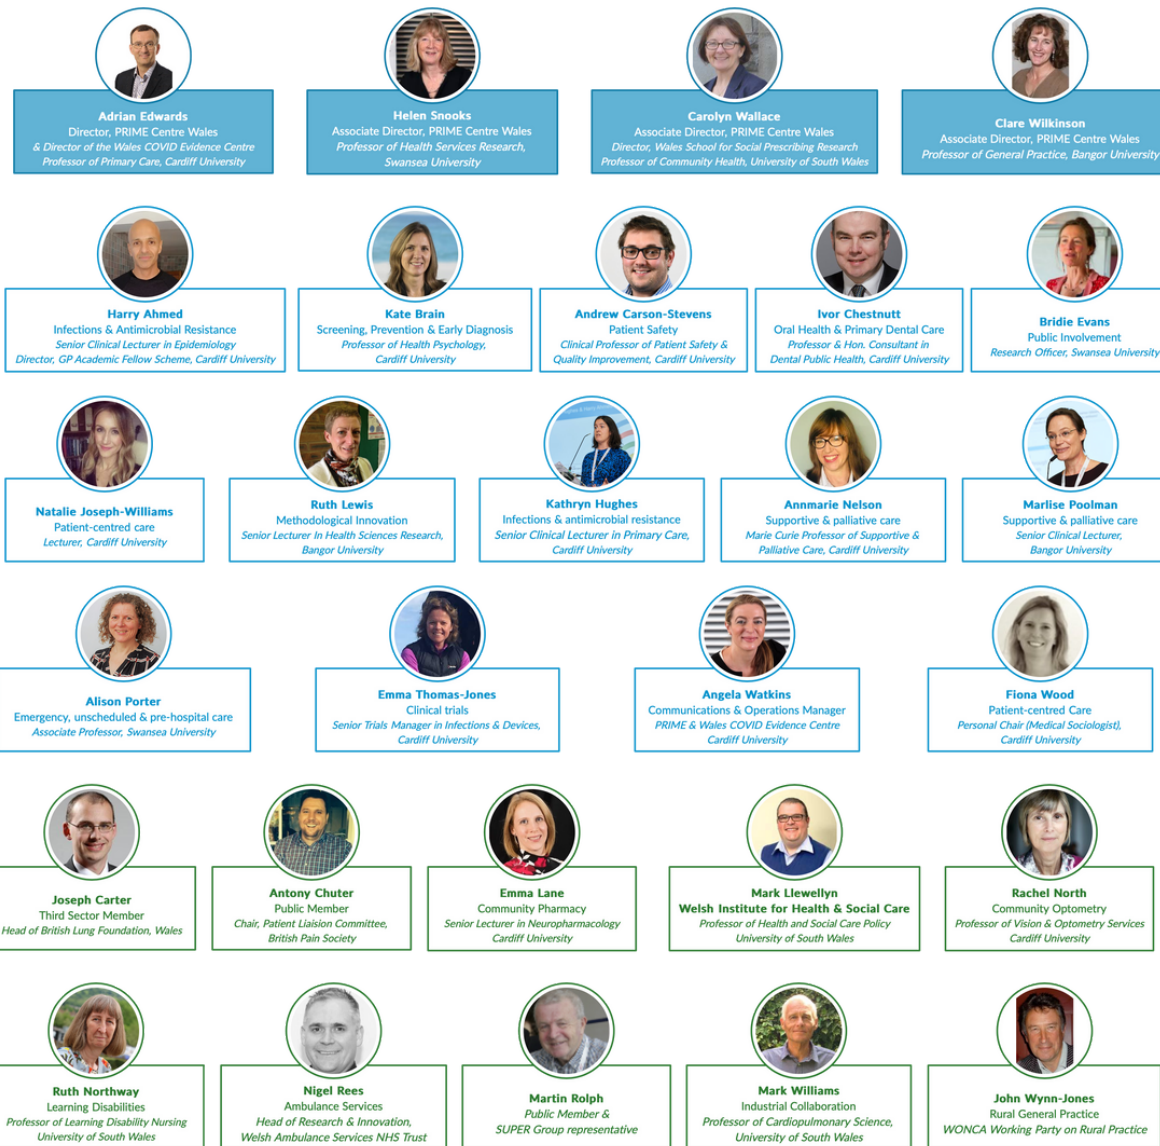 Adrian Edwards
Director, PRIME Centre Wales
& Director of the Wales COVID Evidence Centre
Professor of Primary Care, Cardiff University
Helen Snooks
Associate Director, PRIME Centre Wales
Professor of Health Services Research,
Swansea University
Carolyn Wallace
Associate Director, PRIME Centre Wales
Director, Wales School for Social Prescribing Research
Professor of Community Health, University of South Wales
Clare Wilkinson
Associate Director, PRIME Centre Wales
Professor of General Practice, Bangor University
Harry Ahmed
Infections & Antimicrobial Resistance
Senior Clinical Lecturer in Epidemiology
Director, GP Academic Fellow Scheme, Cardiff University
Kate Brain
Screening, Prevention & Early Diagnosis
Professor of Health Psychology,
Cardiff University
Andrew Carson-Stevens
Patient Safety
Clinical Professor of Patient Safety &
Quality Improvement, Cardiff University
Ivor Chestnutt
Oral Health & Primary Dental Care
Professor & Hon. Consultant in
Dental Public Health, Cardiff University
Bridie Evans
Public Involvement
Research Officer, Swansea University
Natalie Joseph-Williams
Patient-centred care
Lecturer, Cardiff University
Ruth Lewis
Methodological Innovation
Senior Lecturer In Health Sciences Research,
Bangor University
Kathryn Hughes
Infections & antimicrobial resistance
Senior Clinical Lecturer in Primary Care,
Cardiff University
Annmarie Nelson
Supportive & palliative care
Marie Curie Professor of Supportive &
Palliative Care, Cardiff University
Marlise Poolman
Supportive & palliative care
Senior Clinical Lecturer,
Bangor University
Alison Porter
Emergency, unscheduled & pre-hospital care
Associate Professor, Swansea University
Emma Thomas-Jones
Clinical trials
Senior Trials Manager in Infections & Devices,
Cardiff University
Angela Watkins
Communications & Operations Manager
PRIME & Wales COVID Evidence Centre
Cardiff University
Fiona Wood
Patient-centred Care
Personal Chair (Medical Sociologist),
Cardiff University
Joseph Carter
Third Sector Member
Head of British Lung Foundation, Wales
Antony Chuter
Public Member
Chair, Patient Liaision Committee,
British Pain Society
Emma Lane
Community Pharmacy
Senior Lecturer in Neuropharmacology
Cardiff University
Mark Llewellyn
Welsh Institute for Health & Social Care
Professor of Health and Social Care Policy
University of South Wales
Rachel North
Community Optometry
Professor of Vision & Optometry Services
Cardiff University
Ruth Northway
Learning Disabilities
Professor of Learning Disability Nursing
University of South Wales
Nigel Rees
Ambulance Services
Head of Research & Innovation,
Welsh Ambulance Services NHS Trust
Martin Rolph
Public Member &
SUPER Group representative
Mark Williams
Industrial Collaboration
Professor of Cardiopulmonary Science,
University of South Wales
John Wynn-Jones
Rural General Practice
WONCA Working Party on Rural Practice